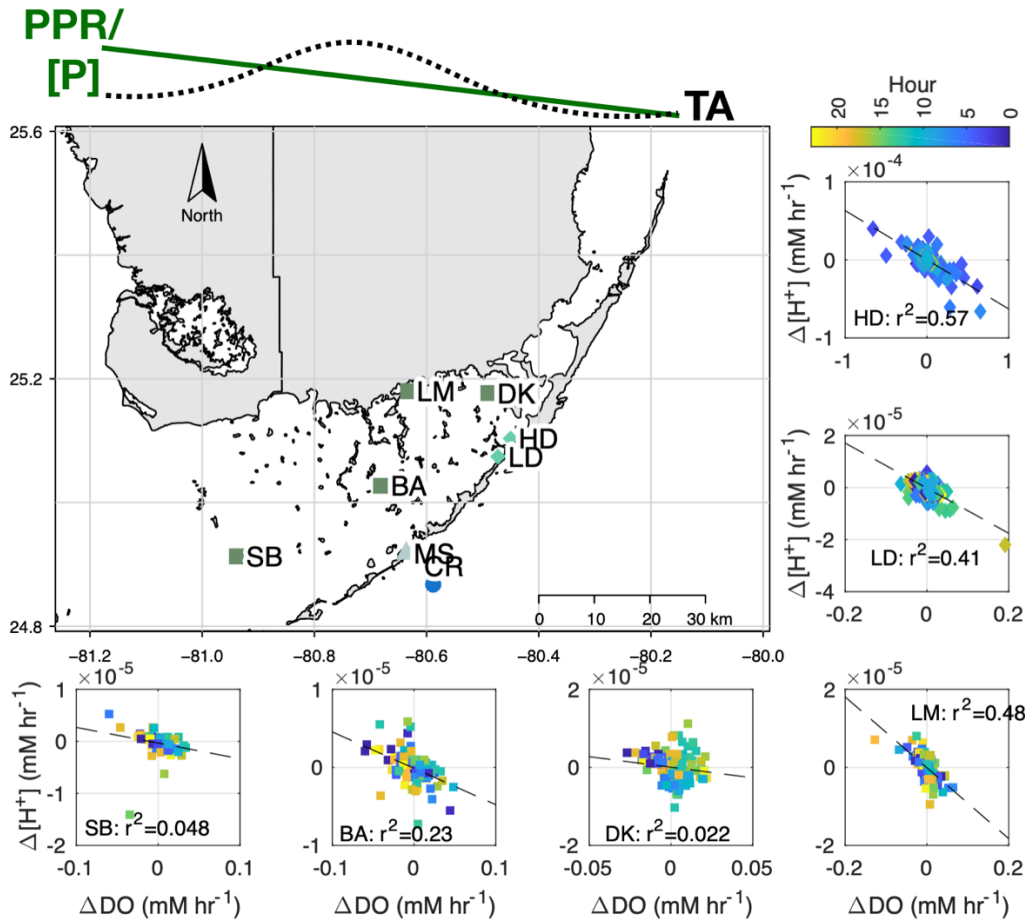 PPR/
[P]
TA
Hour
20 15 10 5 0
25.6
25.2
24.8
North
LM
DK
HD
LD
BA
SB
MS
CR
0 10 20 30 km
−81.2 −81.0 −80.8 −80.6 −80.4 −80.2 −80.0
× 10⁻⁴
1
0
-1
Δ[H⁺] (mM hr⁻¹)
HD: r²=0.57
-1 0 1
× 10⁻⁵
2
0
-2
-4
Δ[H⁺] (mM hr⁻¹)
LD: r²=0.41
-0.2 0 0.2
× 10⁻⁵
1
0
-1
-2
Δ[H⁺] (mM hr⁻¹)
SB: r²=0.048
-0.1 0 0.1
ΔDO (mM hr⁻¹)
× 10⁻⁵
1
0
-1
BA: r²=0.23
-0.1 0 0.1
ΔDO (mM hr⁻¹)
× 10⁻⁵
2
0
-2
DK: r²=0.022
-0.05 0 0.05
ΔDO (mM hr⁻¹)
× 10⁻⁵
2
0
-2
LM: r²=0.48
-0.2 0 0.2
ΔDO (mM hr⁻¹)